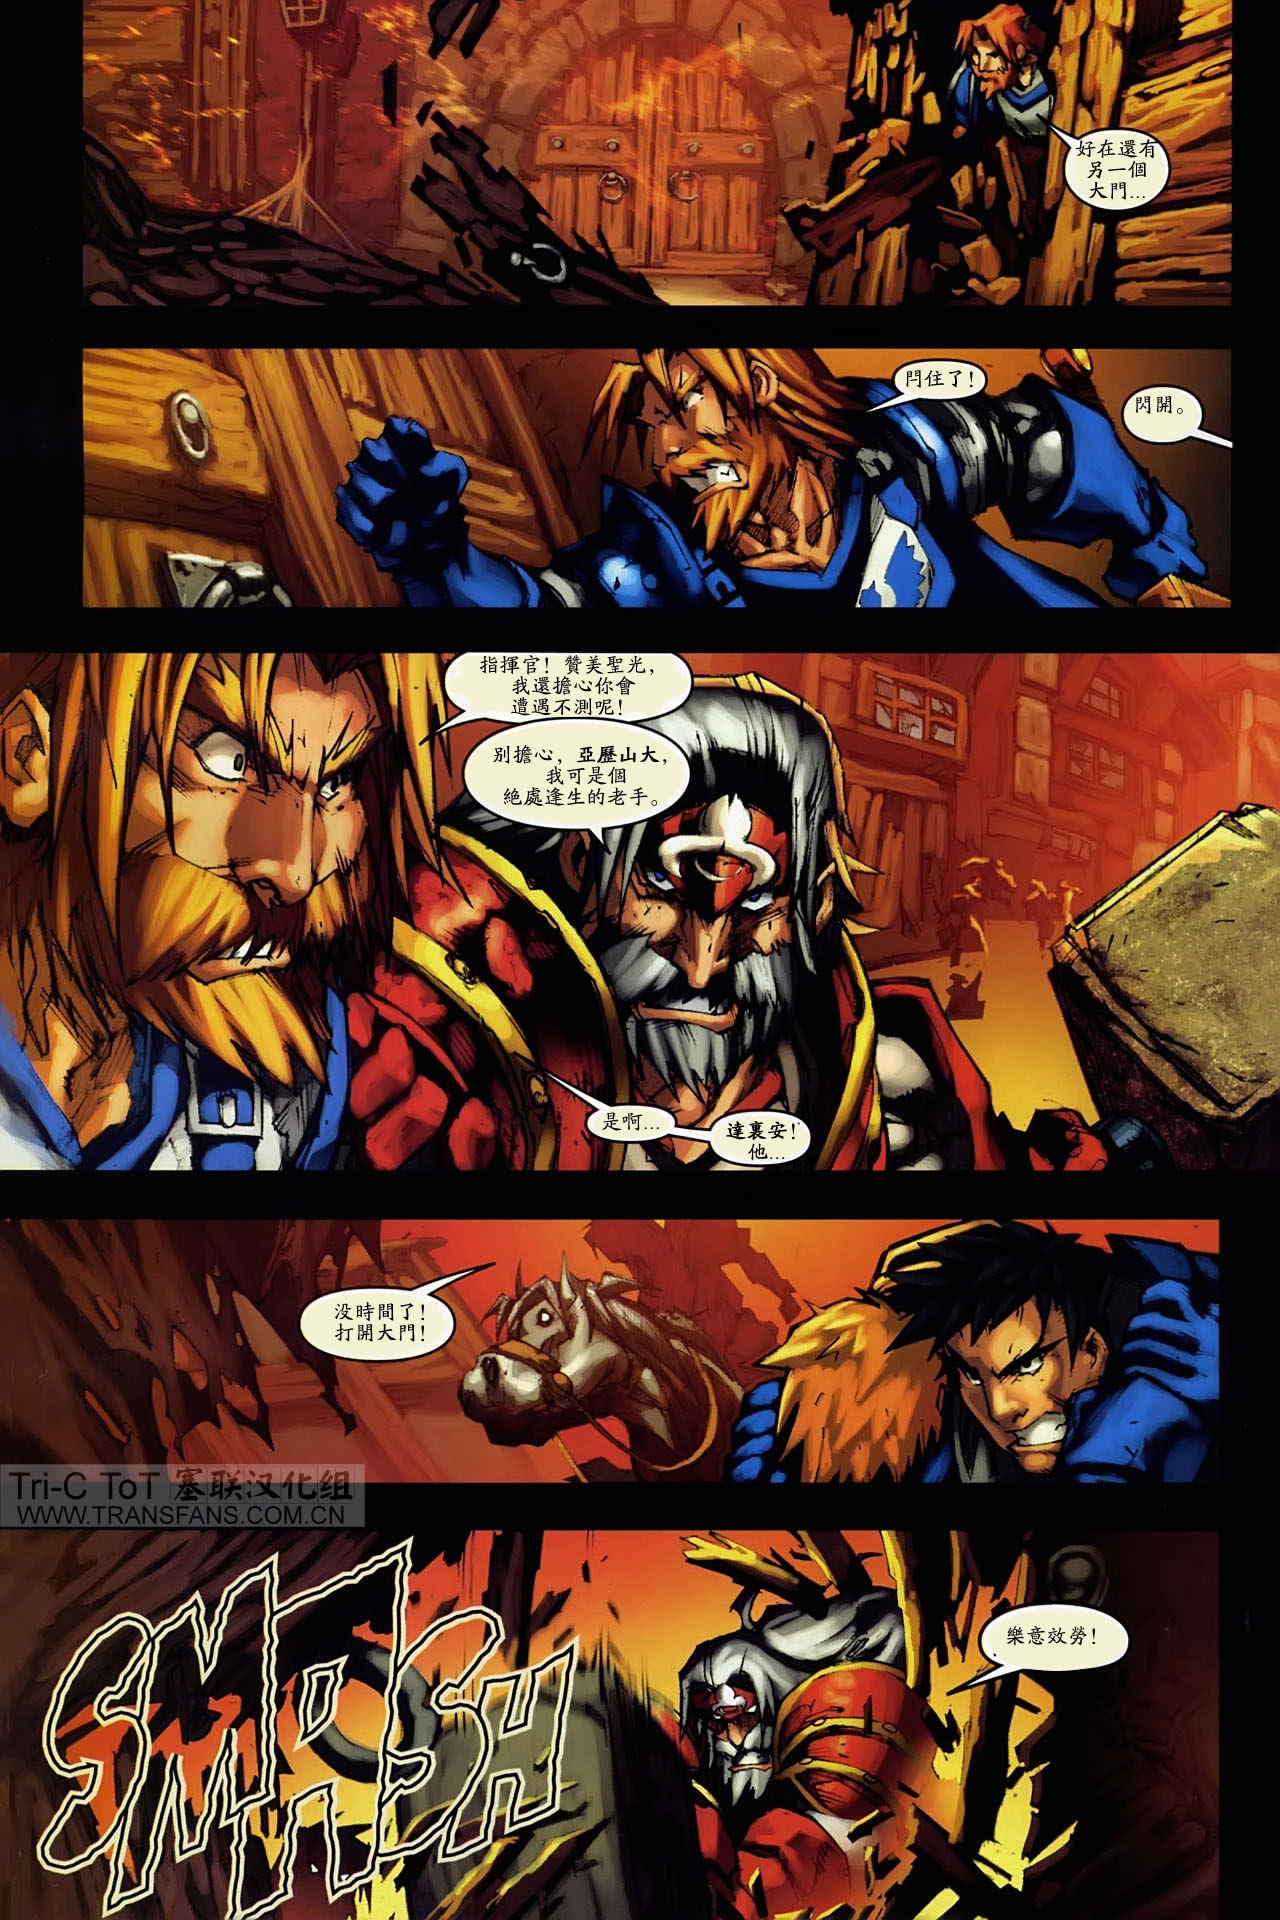 好在還有
另一個
大門…
閂住了！
閃開。
指揮官！贊美聖光，
我還擔心你會
遭遇不測呢！
别擔心，亞歷山大，
我可是個
絕處逢生的老手。
是啊…
達裏安！
他…
没時間了！
打開大門！
Tri-C ToT 塞联汉化组
WWW.TRANSFANS.COM.CN
SMASH
樂意效勞！